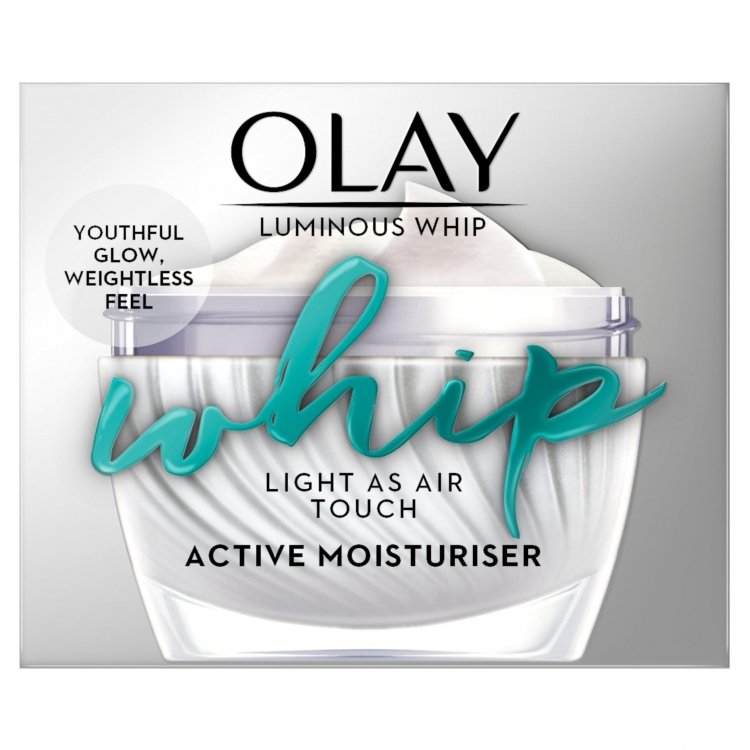 OLAY
LUMINOUS WHIP
YOUTHFUL
GLOW,
WEIGHTLESS
FEEL
whip
LIGHT AS AIR
TOUCH
ACTIVE MOISTURISER